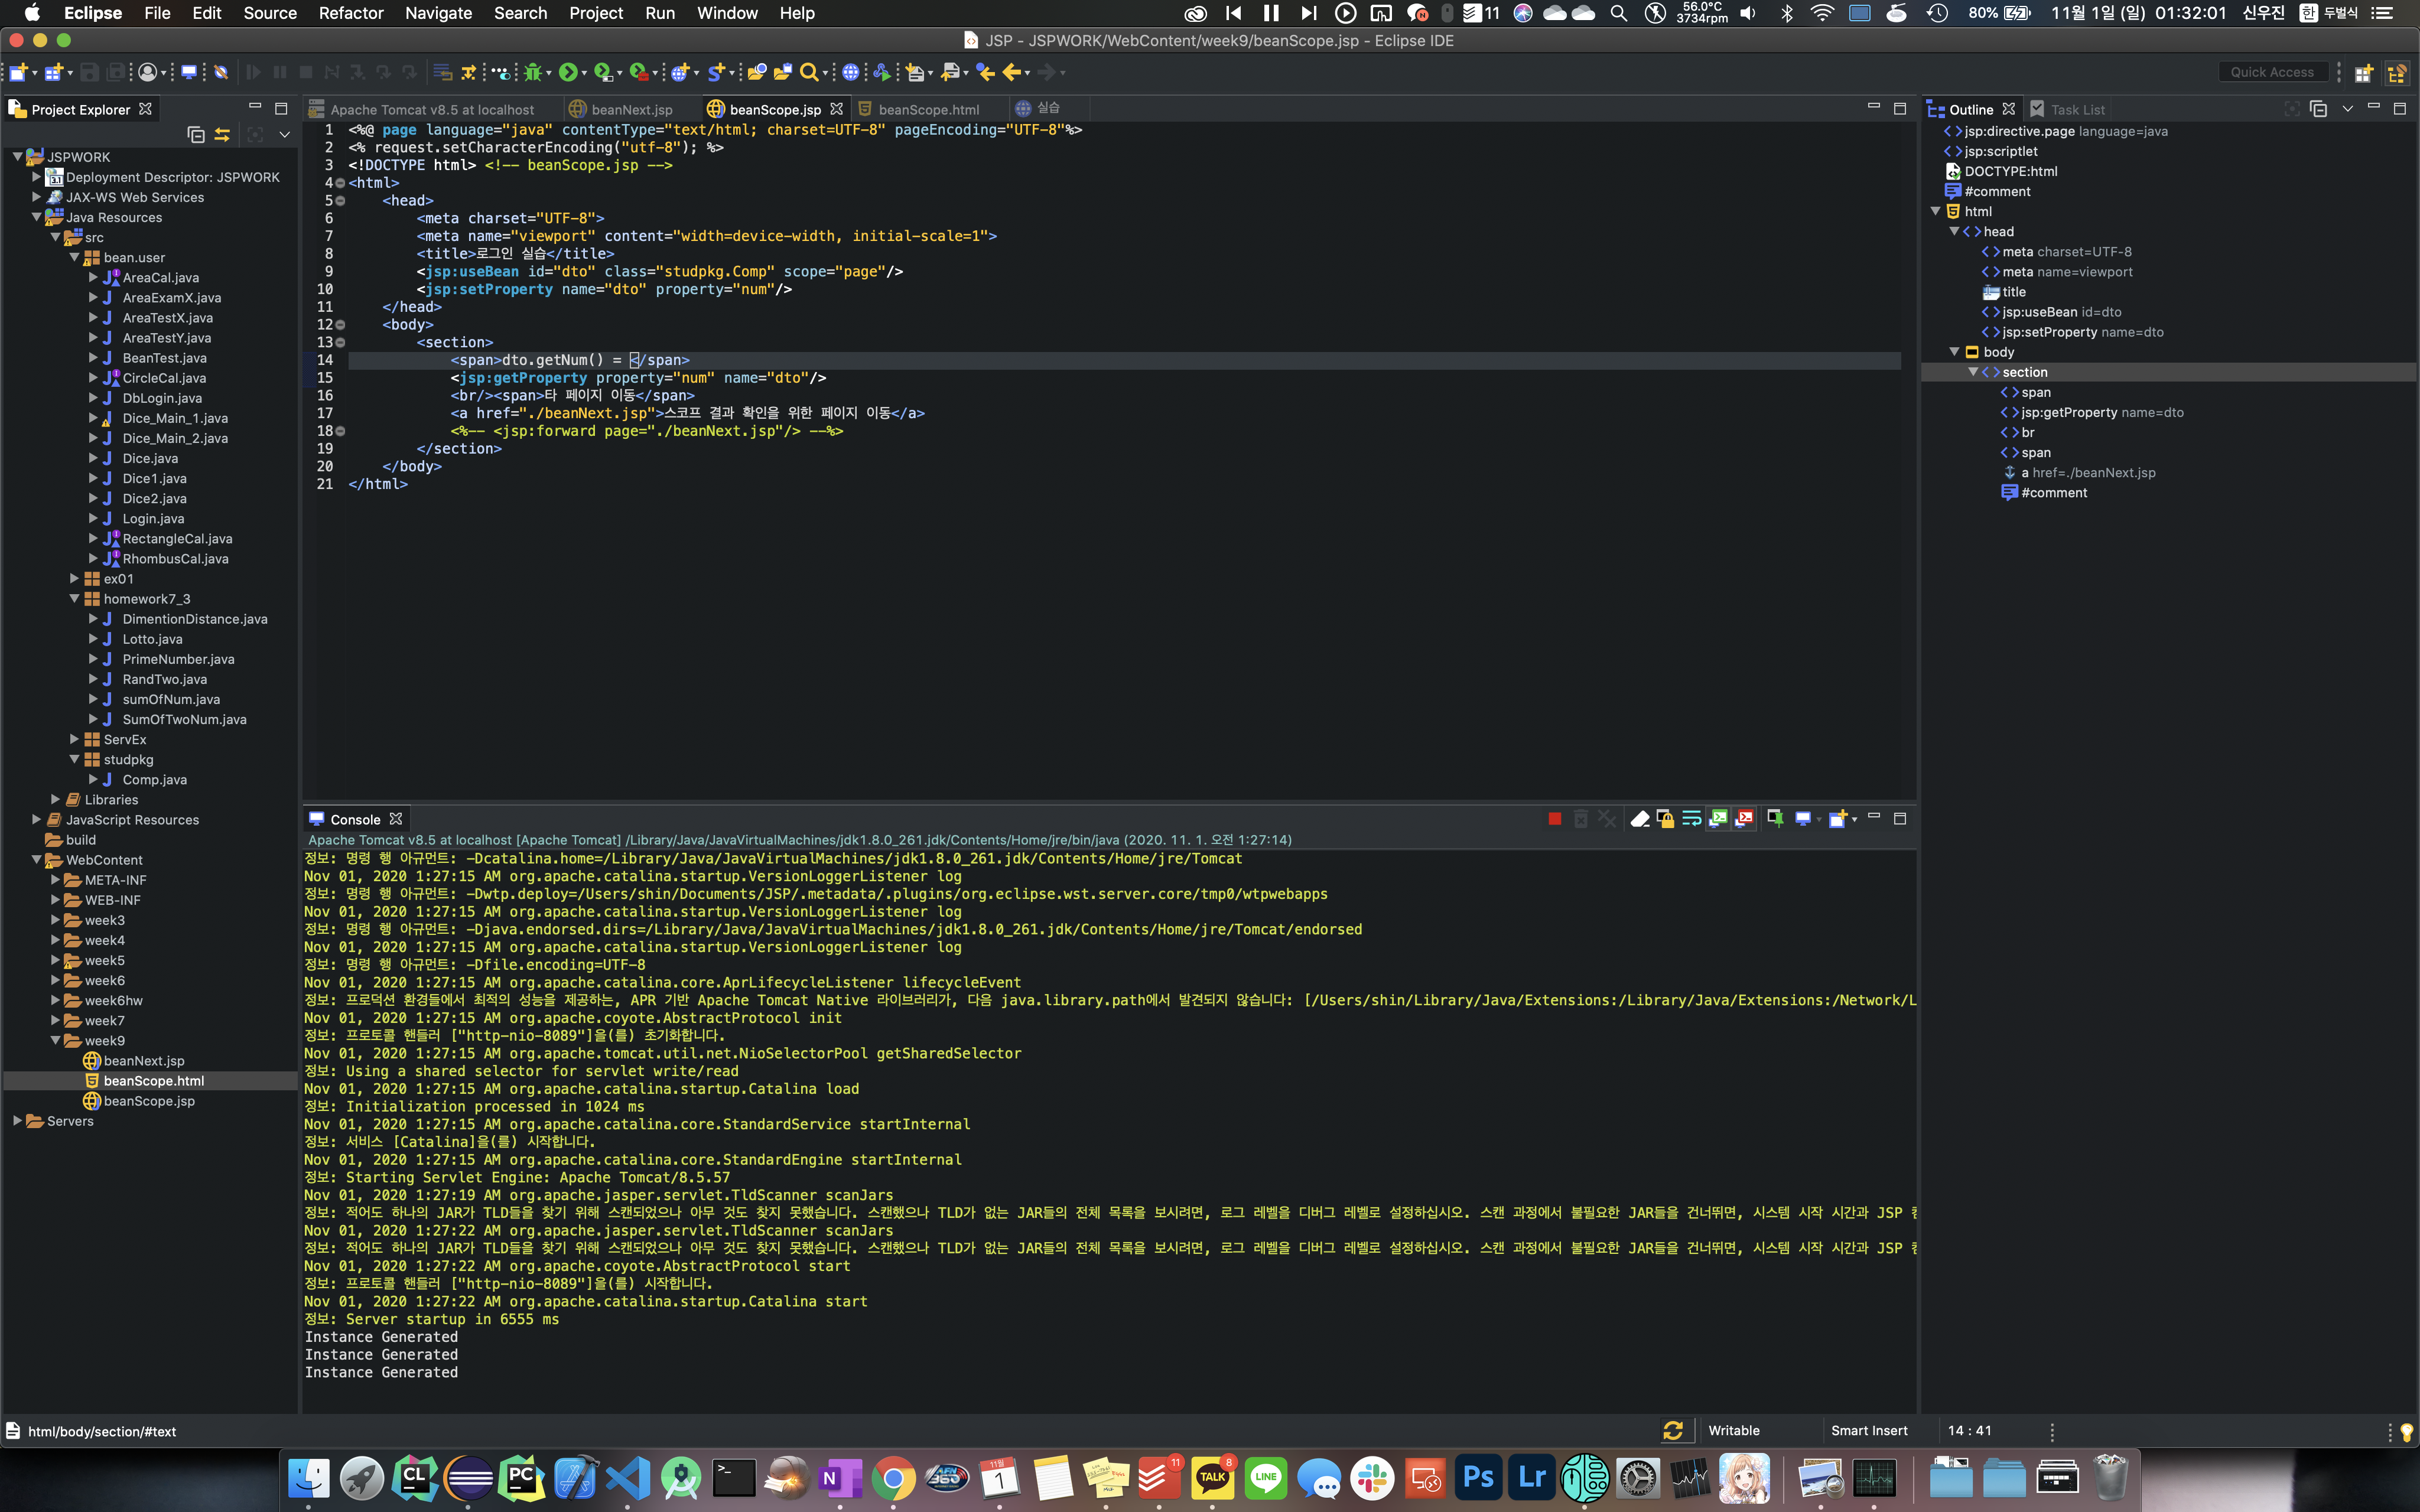 Eclipse File Edit Source Refactor Navigate Search Project Run Window Help
11 56.0°C 3734rpm 80% 11월 1일 (일) 01:32:01 신우진 한 두벌식
JSP - JSPWORK/WebContent/week9/beanScope.jsp - Eclipse IDE
Quick Access
Project Explorer
JSPWORK
Deployment Descriptor: JSPWORK
JAX-WS Web Services
Java Resources
src
bean.user
AreaCal.java
AreaExamX.java
AreaTestX.java
AreaTestY.java
BeanTest.java
CircleCal.java
DbLogin.java
Dice_Main_1.java
Dice_Main_2.java
Dice.java
Dice1.java
Dice2.java
Login.java
RectangleCal.java
RhombusCal.java
ex01
homework7_3
DimentionDistance.java
Lotto.java
PrimeNumber.java
RandTwo.java
sumOfNum.java
SumOfTwoNum.java
ServEx
studpkg
Comp.java
Libraries
JavaScript Resources
build
WebContent
META-INF
WEB-INF
week3
week4
week5
week6
week6hw
week7
week9
beanNext.jsp
beanScope.html
beanScope.jsp
Servers
Apache Tomcat v8.5 at localhost beanNext.jsp beanScope.jsp beanScope.html 실습
1 <%@ page language="java" contentType="text/html; charset=UTF-8" pageEncoding="UTF-8"%>
2 <% request.setCharacterEncoding("utf-8"); %>
3 <!DOCTYPE html> <!-- beanScope.jsp -->
4 <html>
5 <head>
6 <meta charset="UTF-8">
7 <meta name="viewport" content="width=device-width, initial-scale=1">
8 <title>로그인 실습</title>
9 <jsp:useBean id="dto" class="studpkg.Comp" scope="page"/>
10 <jsp:setProperty name="dto" property="num"/>
11 </head>
12 <body>
13 <section>
14 <span>dto.getNum() = </span>
15 <jsp:getProperty property="num" name="dto"/>
16 <br/><span>타 페이지 이동</span>
17 <a href="./beanNext.jsp">스코프 결과 확인을 위한 페이지 이동</a>
18 <%-- <jsp:forward page="./beanNext.jsp"/> --%>
19 </section>
20 </body>
21 </html>
Console
Apache Tomcat v8.5 at localhost [Apache Tomcat] /Library/Java/JavaVirtualMachines/jdk1.8.0_261.jdk/Contents/Home/jre/bin/java (2020. 11. 1. 오전 1:27:14)
정보: 명령 행 아규먼트: -Dcatalina.home=/Library/Java/JavaVirtualMachines/jdk1.8.0_261.jdk/Contents/Home/jre/Tomcat
Nov 01, 2020 1:27:15 AM org.apache.catalina.startup.VersionLoggerListener log
정보: 명령 행 아규먼트: -Dwtp.deploy=/Users/shin/Documents/JSP/.metadata/.plugins/org.eclipse.wst.server.core/tmp0/wtpwebapps
Nov 01, 2020 1:27:15 AM org.apache.catalina.startup.VersionLoggerListener log
정보: 명령 행 아규먼트: -Djava.endorsed.dirs=/Library/Java/JavaVirtualMachines/jdk1.8.0_261.jdk/Contents/Home/jre/Tomcat/endorsed
Nov 01, 2020 1:27:15 AM org.apache.catalina.startup.VersionLoggerListener log
정보: 명령 행 아규먼트: -Dfile.encoding=UTF-8
Nov 01, 2020 1:27:15 AM org.apache.catalina.core.AprLifecycleListener lifecycleEvent
정보: 프로덕션 환경들에서 최적의 성능을 제공하는, APR 기반 Apache Tomcat Native 라이브러리가, 다음 java.library.path에서 발견되지 않습니다: [/Users/shin/Library/Java/Extensions:/Library/Java/Extensions:/Network/L
Nov 01, 2020 1:27:15 AM org.apache.coyote.AbstractProtocol init
정보: 프로토콜 핸들러 ["http-nio-8089"]을(를) 초기화합니다.
Nov 01, 2020 1:27:15 AM org.apache.tomcat.util.net.NioSelectorPool getSharedSelector
정보: Using a shared selector for servlet write/read
Nov 01, 2020 1:27:15 AM org.apache.catalina.startup.Catalina load
정보: Initialization processed in 1024 ms
Nov 01, 2020 1:27:15 AM org.apache.catalina.core.StandardService startInternal
정보: 서비스 [Catalina]을(를) 시작합니다.
Nov 01, 2020 1:27:15 AM org.apache.catalina.core.StandardEngine startInternal
정보: Starting Servlet Engine: Apache Tomcat/8.5.57
Nov 01, 2020 1:27:19 AM org.apache.jasper.servlet.TldScanner scanJars
정보: 적어도 하나의 JAR가 TLD들을 찾기 위해 스캔되었으나 아무 것도 찾지 못했습니다. 스캔했으나 TLD가 없는 JAR들의 전체 목록을 보시려면, 로그 레벨을 디버그 레벨로 설정하십시오. 스캔 과정에서 불필요한 JAR들을 건너뛰면, 시스템 시작 시간과 JSP 컴
Nov 01, 2020 1:27:22 AM org.apache.jasper.servlet.TldScanner scanJars
정보: 적어도 하나의 JAR가 TLD들을 찾기 위해 스캔되었으나 아무 것도 찾지 못했습니다. 스캔했으나 TLD가 없는 JAR들의 전체 목록을 보시려면, 로그 레벨을 디버그 레벨로 설정하십시오. 스캔 과정에서 불필요한 JAR들을 건너뛰면, 시스템 시작 시간과 JSP 컴
Nov 01, 2020 1:27:22 AM org.apache.coyote.AbstractProtocol start
정보: 프로토콜 핸들러 ["http-nio-8089"]을(를) 시작합니다.
Nov 01, 2020 1:27:22 AM org.apache.catalina.startup.Catalina start
정보: Server startup in 6555 ms
Instance Generated
Instance Generated
Instance Generated
Outline Task List
jsp:directive.page language=java
jsp:scriptlet
DOCTYPE:html
#comment
html
head
meta charset=UTF-8
meta name=viewport
title
jsp:useBean id=dto
jsp:setProperty name=dto
body
section
span
jsp:getProperty name=dto
br
span
a href=./beanNext.jsp
#comment
html/body/section/#text Writable Smart Insert 14 : 41
CL PC N 11월 1 11 TALK 8 LINE Ps Lr